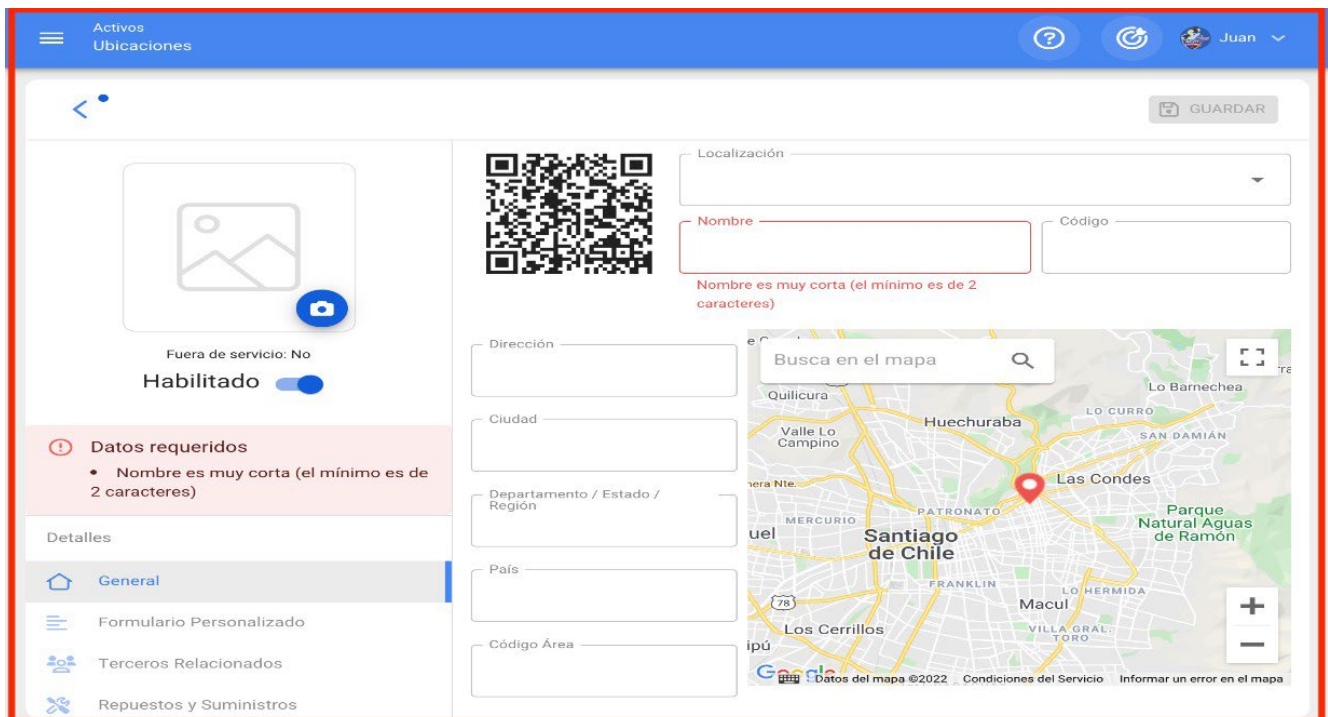 Activos
Ubicaciones
Juan
GUARDAR
Localización
Nombre
Código
Nombre es muy corta (el mínimo es de 2
caracteres)
Fuera de servicio: No
Habilitado
Datos requeridos
• Nombre es muy corta (el mínimo es de
2 caracteres)
Detalles
General
Formulario Personalizado
Terceros Relacionados
Repuestos y Suministros
Dirección
Ciudad
Departamento / Estado /
Región
País
Código Área
Busca en el mapa
Lo Barnechea
Quilicura
LO CURRO
Huechuraba
Valle Lo
Campino
SAN DAMIÁN
nera Nte.
Las Condes
PATRONATO
MERCURIO
Parque
Natural Aguas
de Ramón
uel
Santiago
de Chile
FRANKLIN
LO HERMIDA
78
Macul
Los Cerrillos
VILLA GRAL.
TORO
ipú
Google
Datos del mapa ©2022 Condiciones del Servicio Informar un error en el mapa